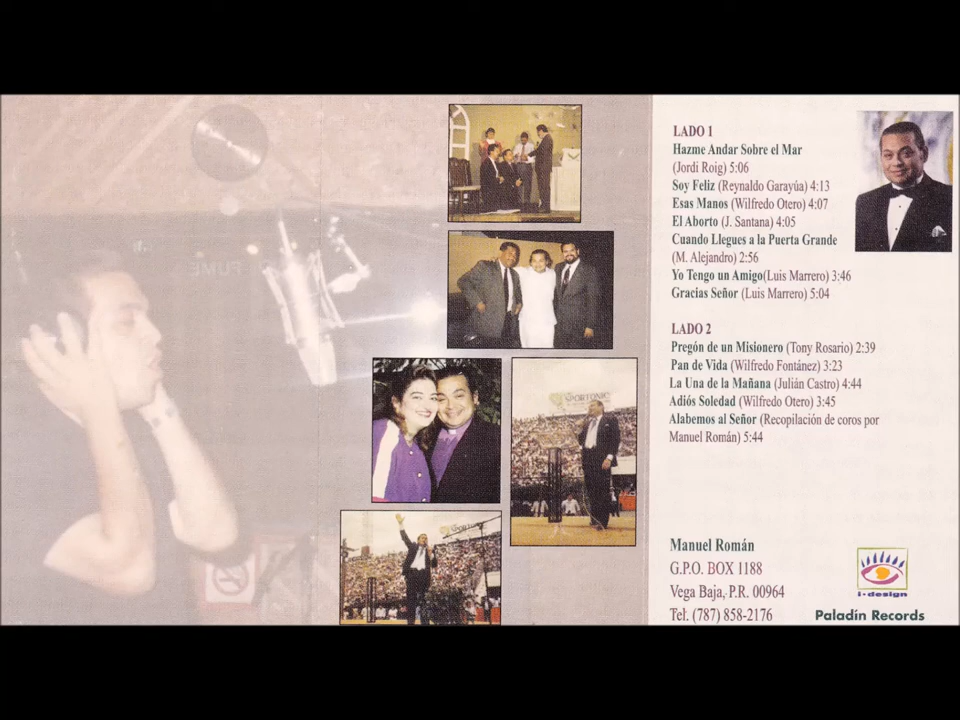 LADO 1
Hazme Andar Sobre el Mar
(Jordi Roig) 5:06
Soy Feliz (Reynaldo Garayúa) 4:13
Esas Manos (Wilfredo Otero) 4:07
El Aborto (J. Santana) 4:05
Cuando Llegues a la Puerta Grande
(M. Alejandro) 2:56
Yo Tengo un Amigo(Luis Marrero) 3:46
Gracias Señor (Luis Marrero) 5:04
LADO 2
Pregón de un Misionero (Tony Rosario) 2:39
Pan de Vida (Wilfredo Fontánez) 3:23
La Una de la Mañana (Julián Castro) 4:44
Adiós Soledad (Wilfredo Otero) 3:45
Alabemos al Señor (Recopilación de coros por
Manuel Román) 5:44
Manuel Román
G.P.O. BOX 1188
Vega Baja, P.R. 00964
Tel. (787) 858-2176
i-design
Paladín Records